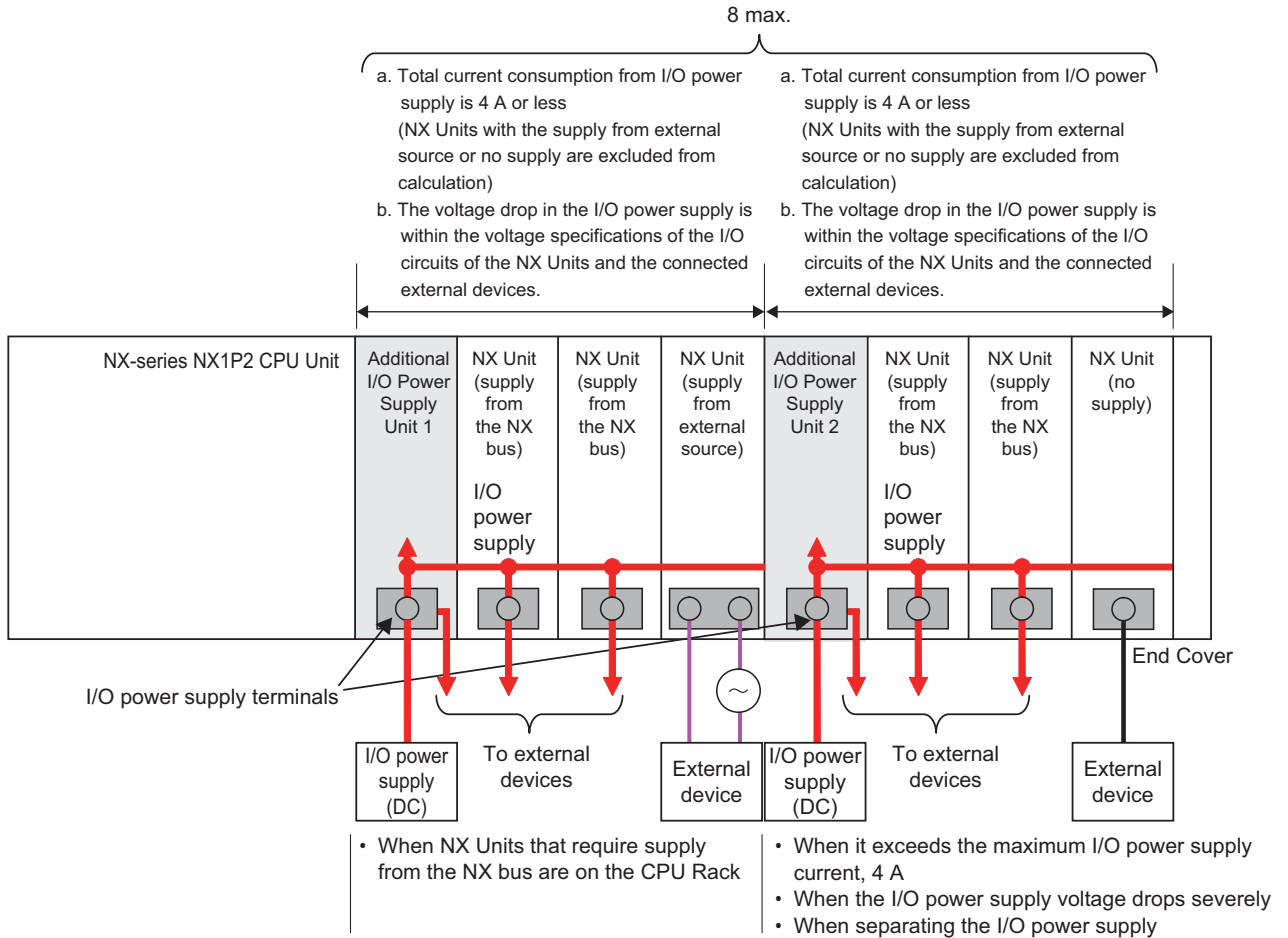 8 max.
a. Total current consumption from I/O power
supply is 4 A or less
(NX Units with the supply from external
source or no supply are excluded from
calculation)
b. The voltage drop in the I/O power supply is
within the voltage specifications of the I/O
circuits of the NX Units and the connected
external devices.
a. Total current consumption from I/O power
supply is 4 A or less
(NX Units with the supply from external
source or no supply are excluded from
calculation)
b. The voltage drop in the I/O power supply is
within the voltage specifications of the I/O
circuits of the NX Units and the connected
external devices.
NX-series NX1P2 CPU Unit
Additional
I/O Power
Supply
Unit 1
NX Unit
(supply
from
the NX
bus)
NX Unit
(supply
from
the NX
bus)
NX Unit
(supply
from
external
source)
Additional
I/O Power
Supply
Unit 2
NX Unit
(supply
from
the NX
bus)
NX Unit
(supply
from
the NX
bus)
NX Unit
(no
supply)
I/O
power
supply
I/O
power
supply
End Cover
I/O power supply terminals
I/O power
supply
(DC)
To external
devices
External
device
I/O power
supply
(DC)
To external
devices
External
device
• When NX Units that require supply
from the NX bus are on the CPU Rack
• When it exceeds the maximum I/O power supply
current, 4 A
• When the I/O power supply voltage drops severely
• When separating the I/O power supply